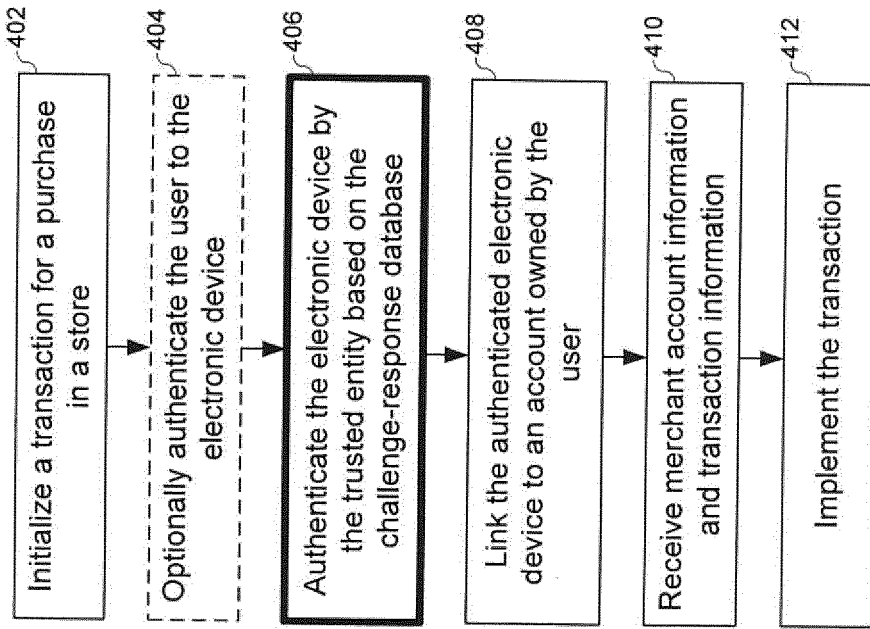 402
Initialize a transaction for a purchase
in a store
404
Optionally authenticate the user to the
electronic device
406
Authenticate the electronic device by
the trusted entity based on the
challenge-response database
408
Link the authenticated electronic
device to an account owned by the
user
410
Receive merchant account information
and transaction information
412
Implement the transaction